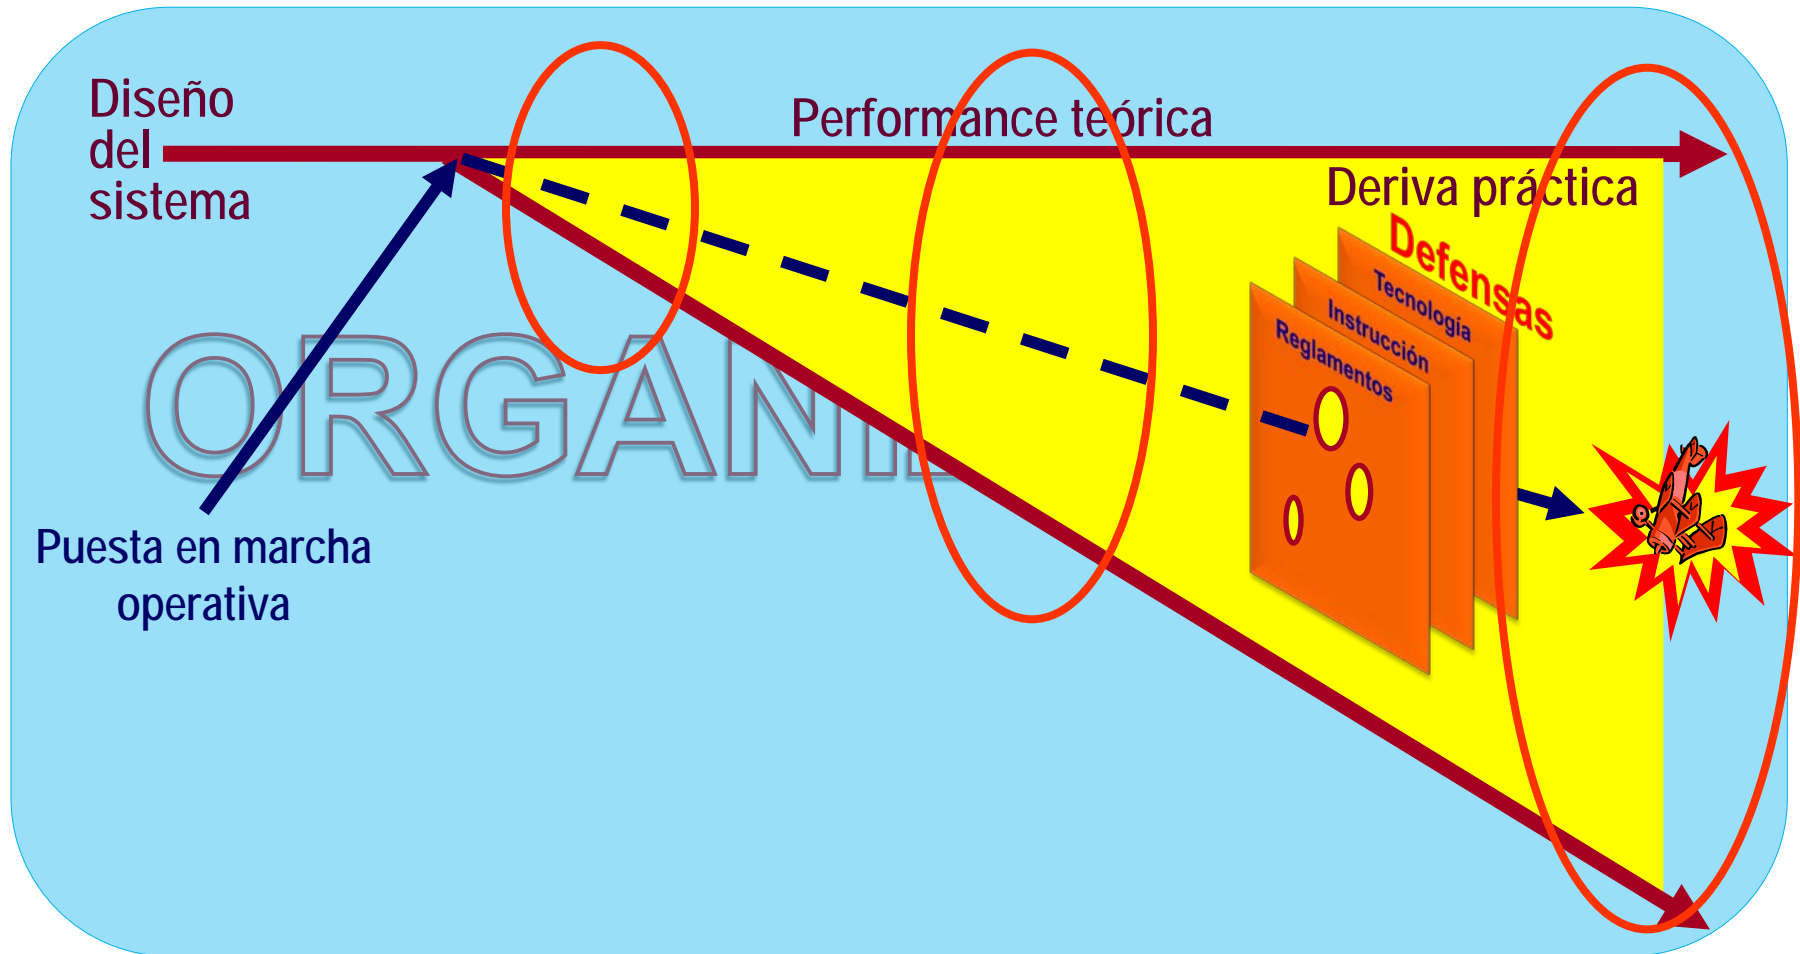 Diseño
del
sistema
Performance teórica
Deriva práctica
Defensas
Tecnología
Instrucción
Reglamentos
Puesta en marcha
operativa